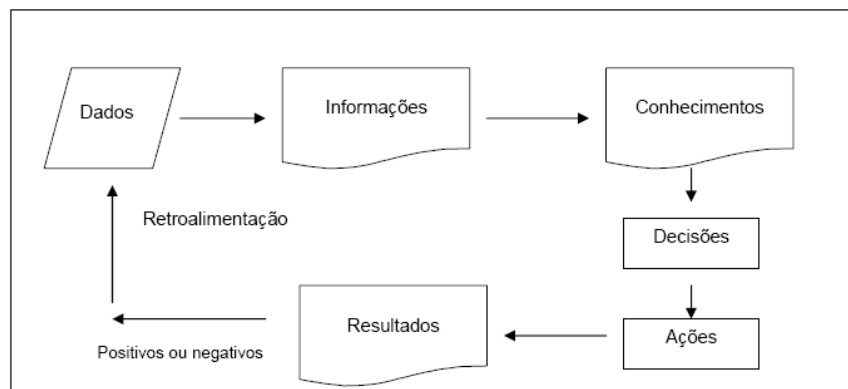 Dados
Informações
Conhecimentos
Retroalimentação
Decisões
Resultados
Ações
Positivos ou negativos